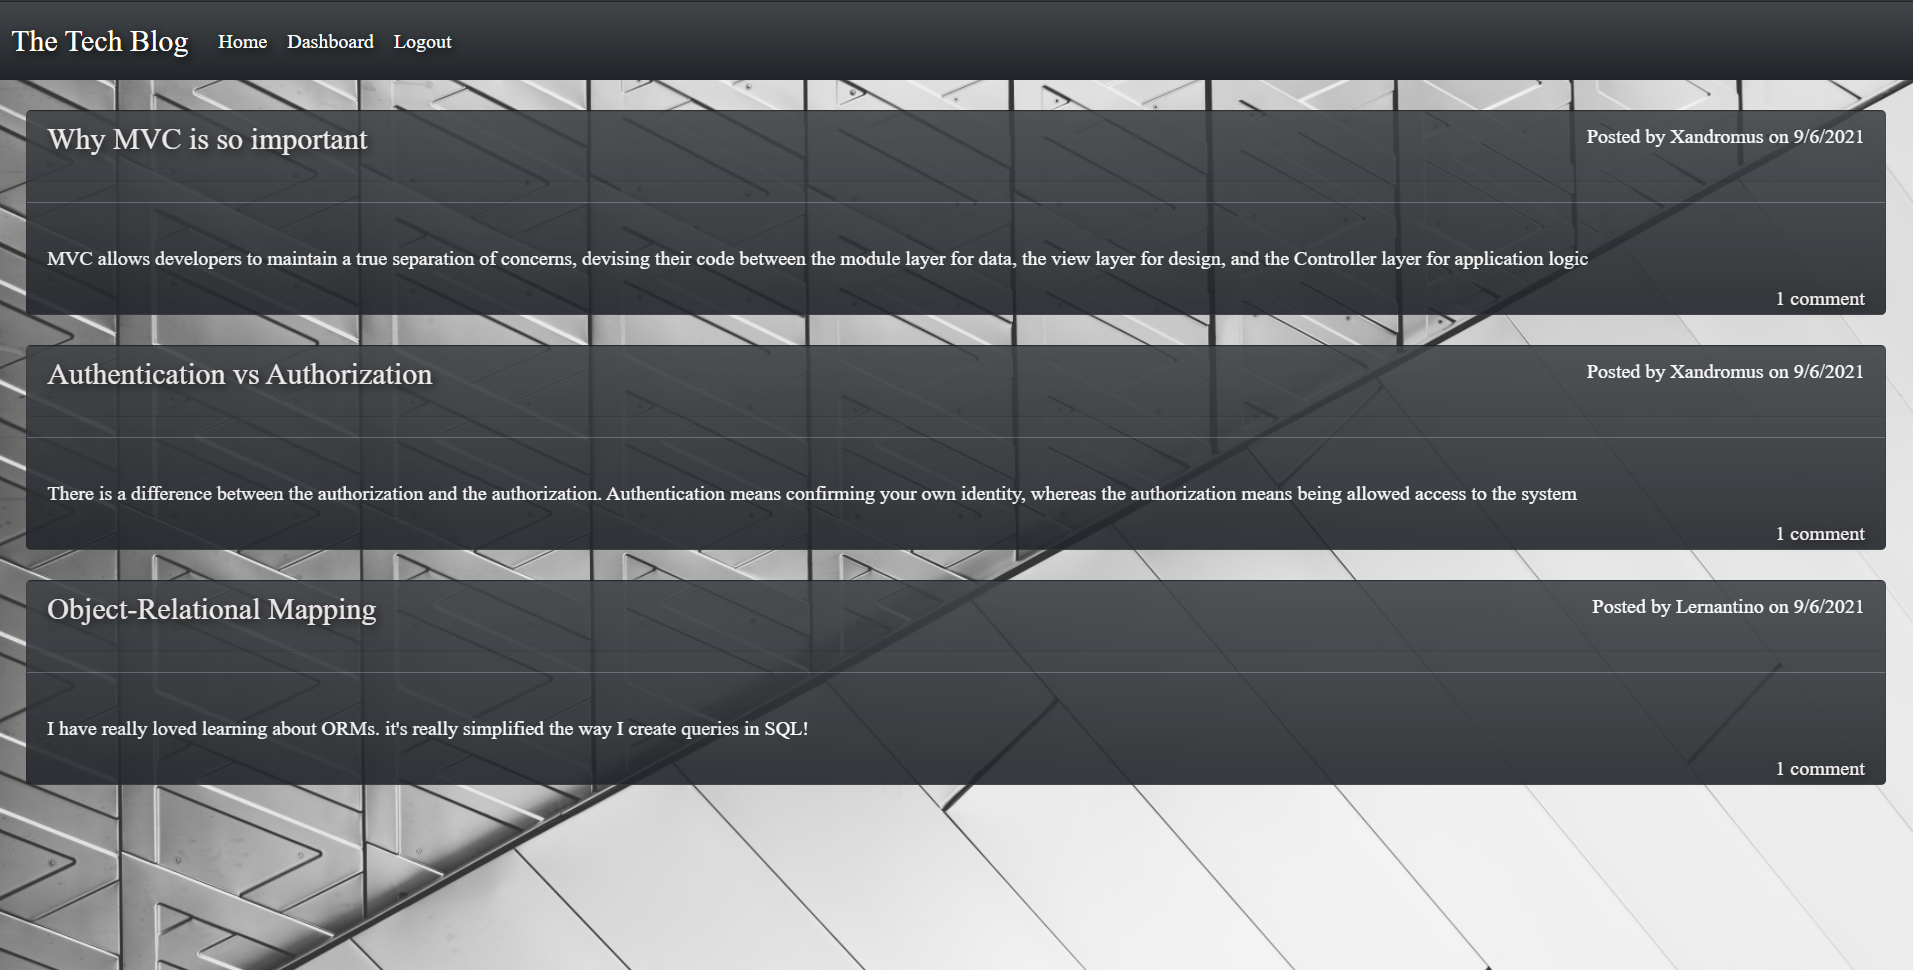 The Tech Blog Home Dashboard Logout
Why MVC is so important
Posted by Xandromus on 9/6/2021
MVC allows developers to maintain a true separation of concerns, devising their code between the module layer for data, the view layer for design, and the Controller layer for application logic
1 comment
Authentication vs Authorization
Posted by Xandromus on 9/6/2021
There is a difference between the authorization and the authorization. Authentication means confirming your own identity, whereas the authorization means being allowed access to the system
1 comment
Object-Relational Mapping
Posted by Lernantino on 9/6/2021
I have really loved learning about ORMs. it's really simplified the way I create queries in SQL!
1 comment